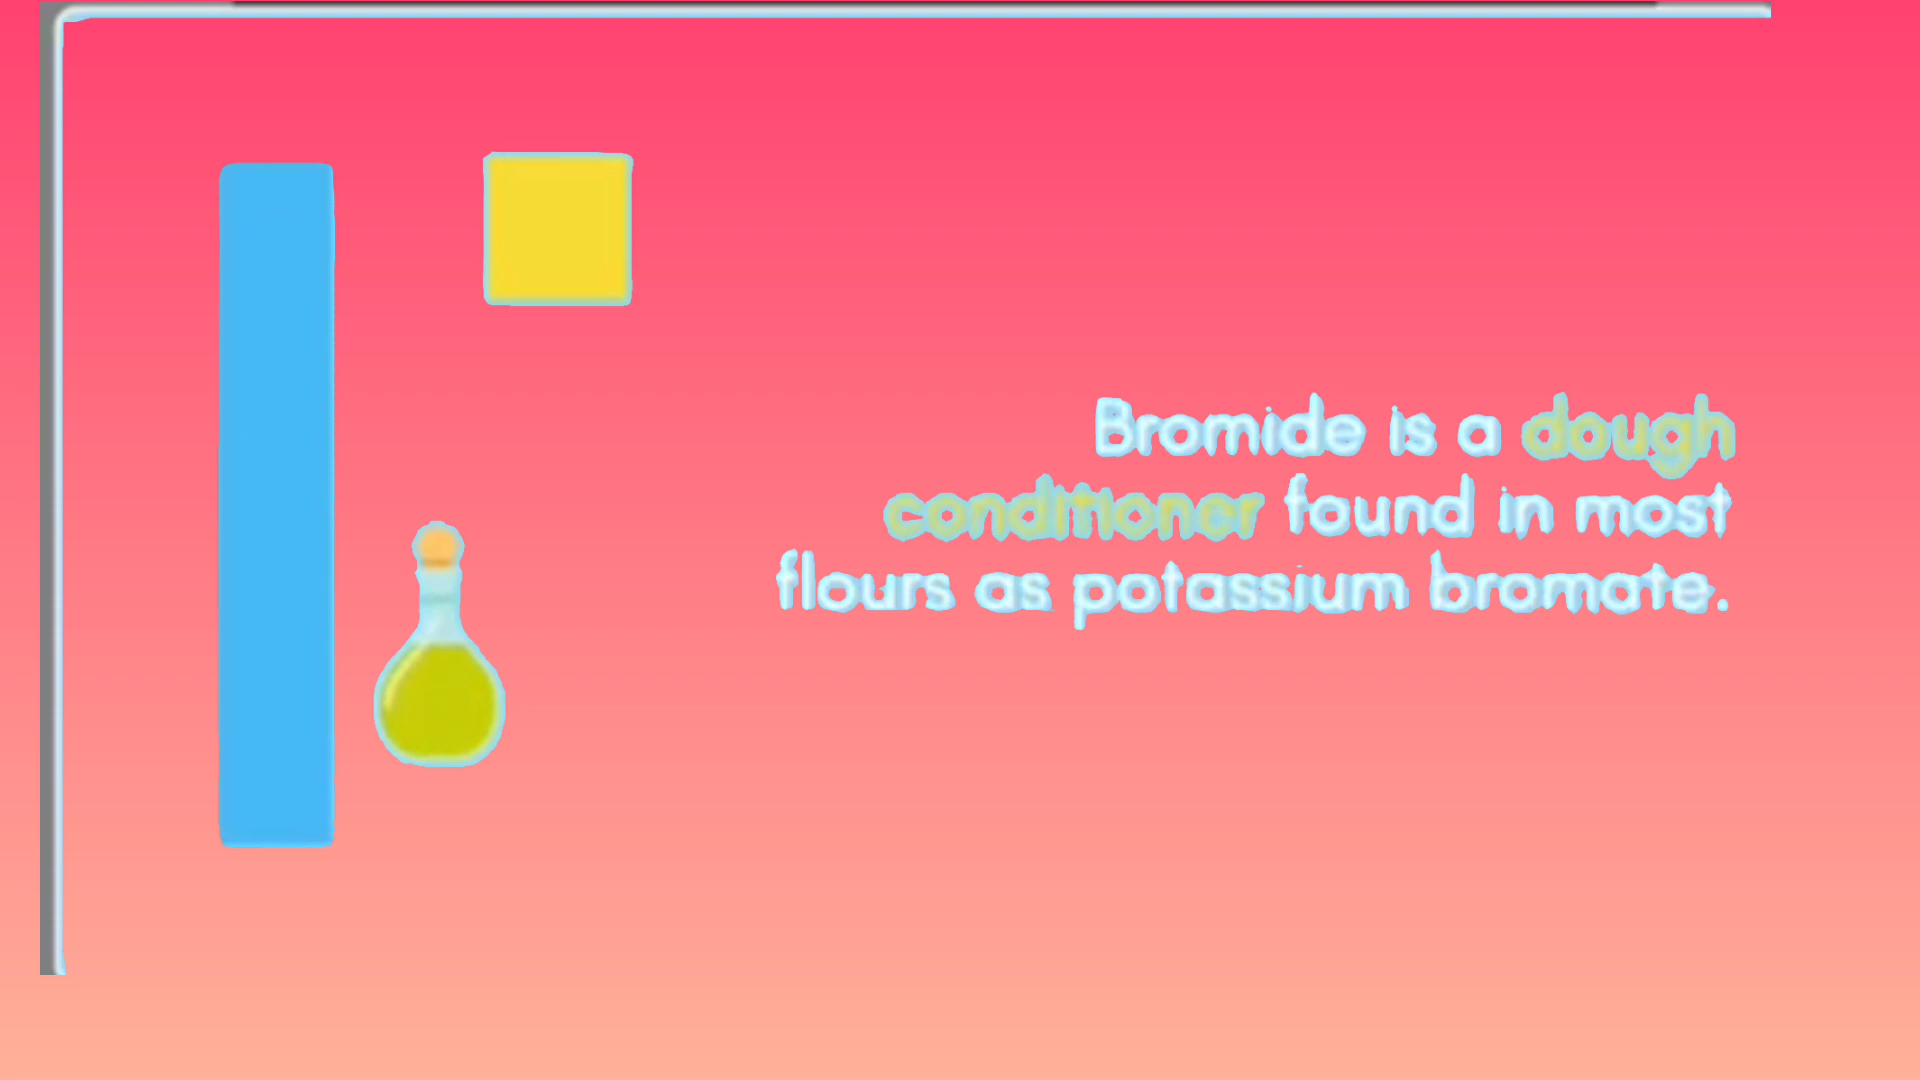 Bromide is a dough
conditioner found in most
flours as potassium bromate.